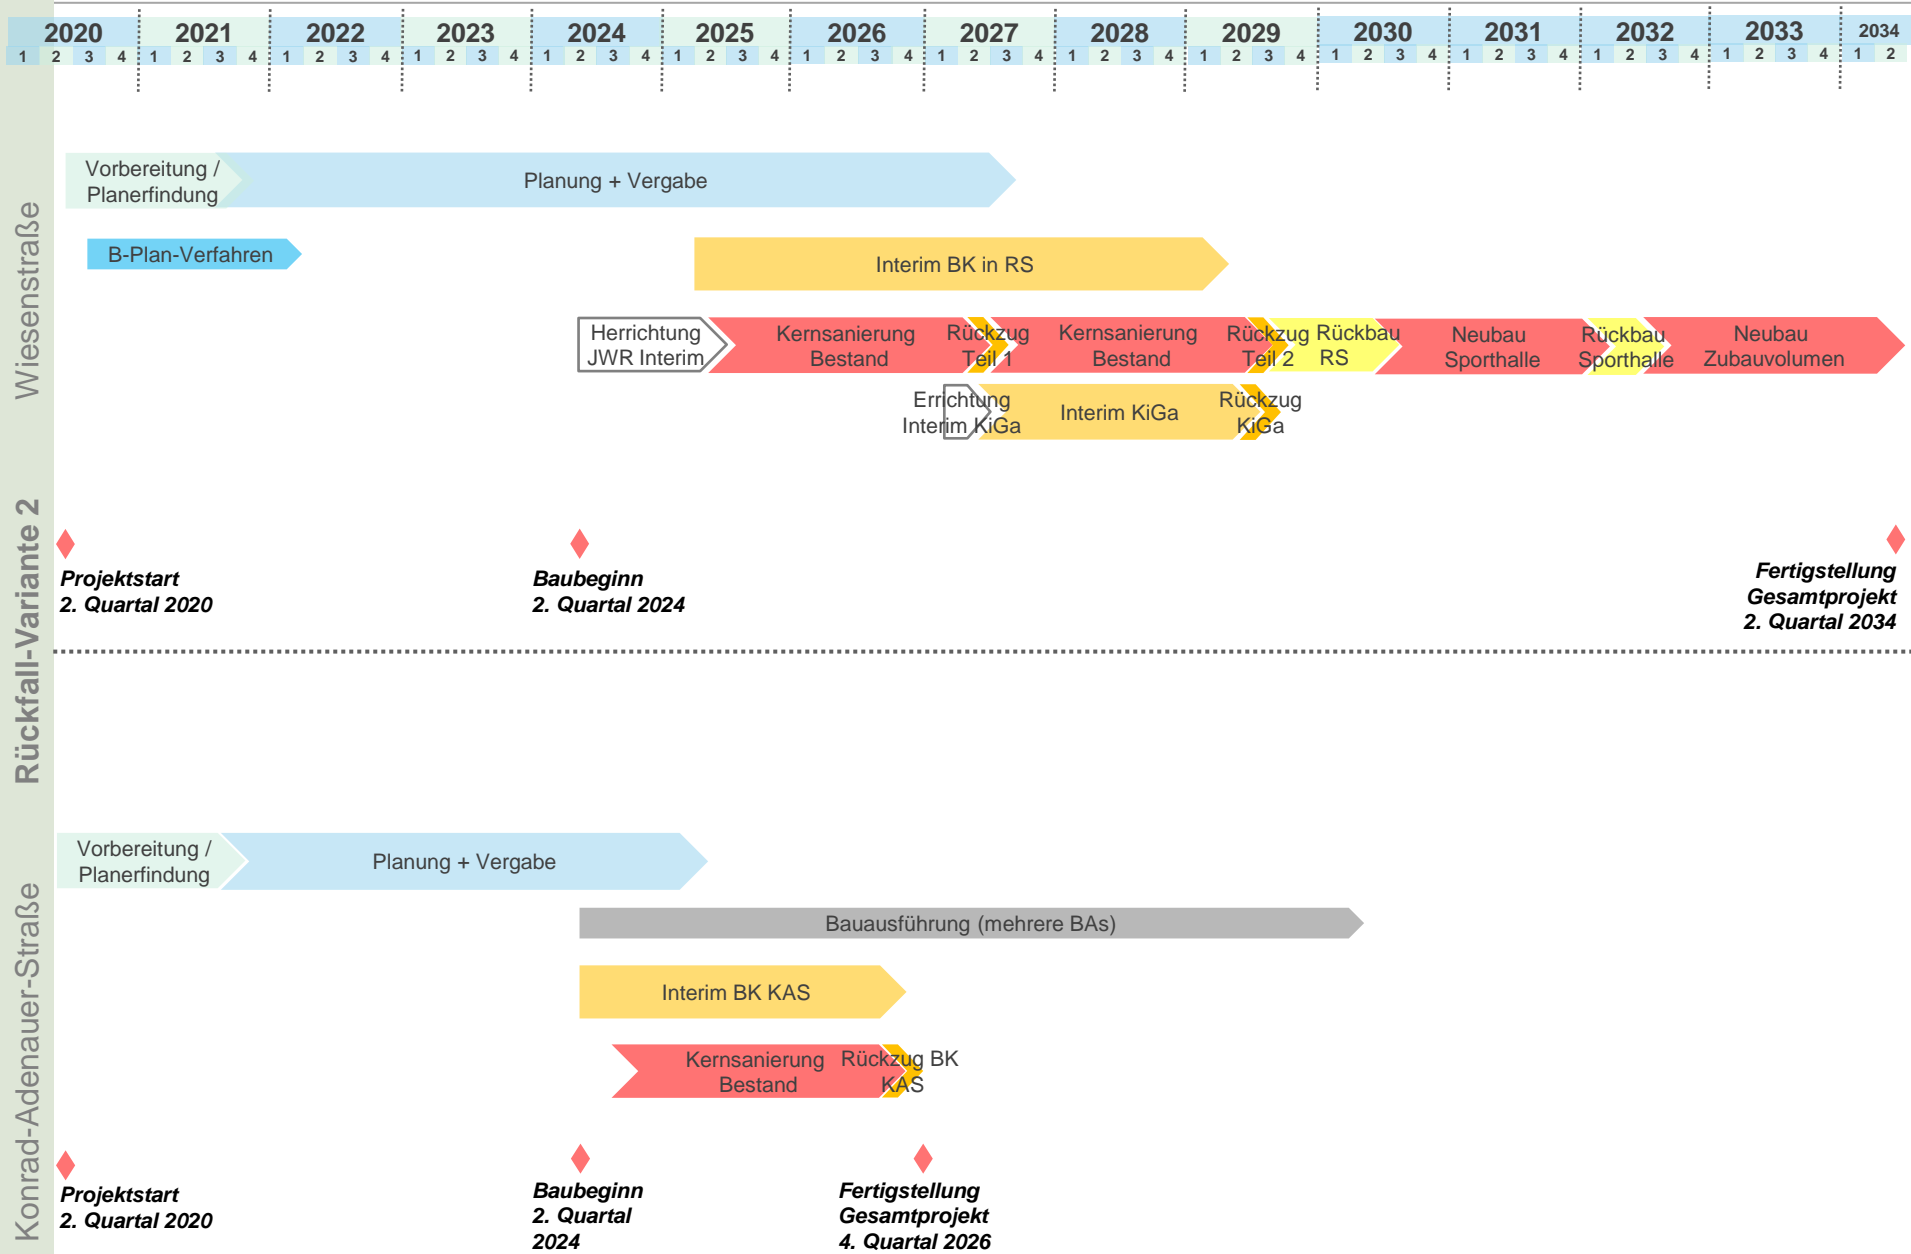 2020 2021 2022 2023 2024 2025 2026 2027 2028 2029 2030 2031 2032 2033 2034
1 2 3 4 1 2 3 4 1 2 3 4 1 2 3 4 1 2 3 4 1 2 3 4 1 2 3 4 1 2 3 4 1 2 3 4 1 2 3 4 1 2 3 4 1 2 3 4 1 2 3 4 1 2 3 4 1 2
Rückfall-Variante 2
Wiesenstraße
Vorbereitung /
Planerfindung
Planung + Vergabe
B-Plan-Verfahren
Interim BK in RS
Herrichtung
JWR Interim
Kernsanierung
Bestand
Rückzug
Teil 1
Kernsanierung
Bestand
Rückzug
Teil 2
Rückbau
RS
Neubau
Sporthalle
Rückbau
Sporthalle
Neubau
Zubauvolumen
Errichtung
Interim KiGa
Interim KiGa
Rückzug
KiGa
Projektstart
2. Quartal 2020
Baubeginn
2. Quartal 2024
Fertigstellung
Gesamtprojekt
2. Quartal 2034
Konrad-Adenauer-Straße
Vorbereitung /
Planerfindung
Planung + Vergabe
Bauausführung (mehrere BAs)
Interim BK KAS
Kernsanierung
Bestand
Rückzug BK
KAS
Projektstart
2. Quartal 2020
Baubeginn
2. Quartal
2024
Fertigstellung
Gesamtprojekt
4. Quartal 2026